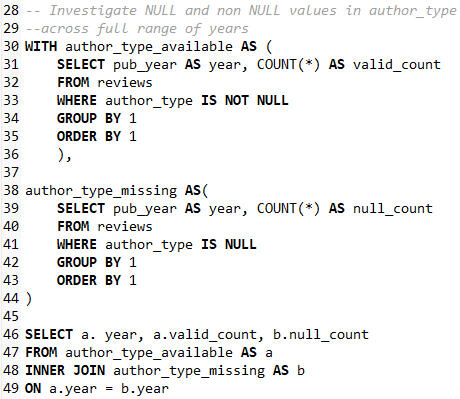 28 -- Investigate NULL and non NULL values in author_type
29 --across full range of years
30 WITH author_type_available AS (
31     SELECT pub_year AS year, COUNT(*) AS valid_count
32     FROM reviews
33     WHERE author_type IS NOT NULL
34     GROUP BY 1
35     ORDER BY 1
36     ),
37
38 author_type_missing AS(
39     SELECT pub_year AS year, COUNT(*) AS null_count
40     FROM reviews
41     WHERE author_type IS NULL
42     GROUP BY 1
43     ORDER BY 1
44 )
45
46 SELECT a. year, a.valid_count, b.null_count
47 FROM author_type_available AS a
48 INNER JOIN author_type_missing AS b
49 ON a.year = b.year